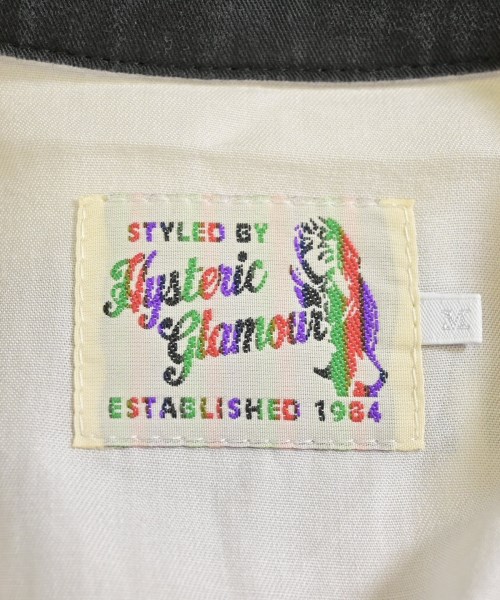 STYLED BY
Hysteric
Glamour
ESTABLISHED 1984
M